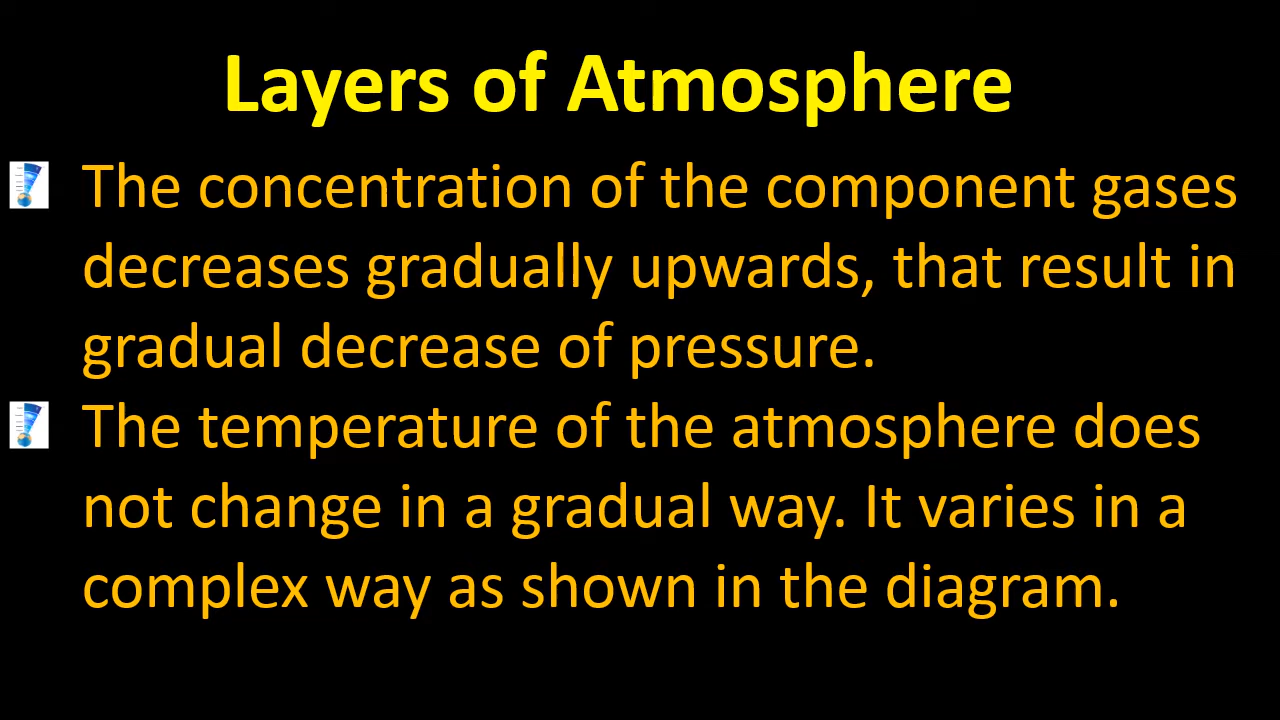 Layers of Atmosphere
The concentration of the component gases
decreases gradually upwards, that result in
gradual decrease of pressure.
The temperature of the atmosphere does
not change in a gradual way. It varies in a
complex way as shown in the diagram.